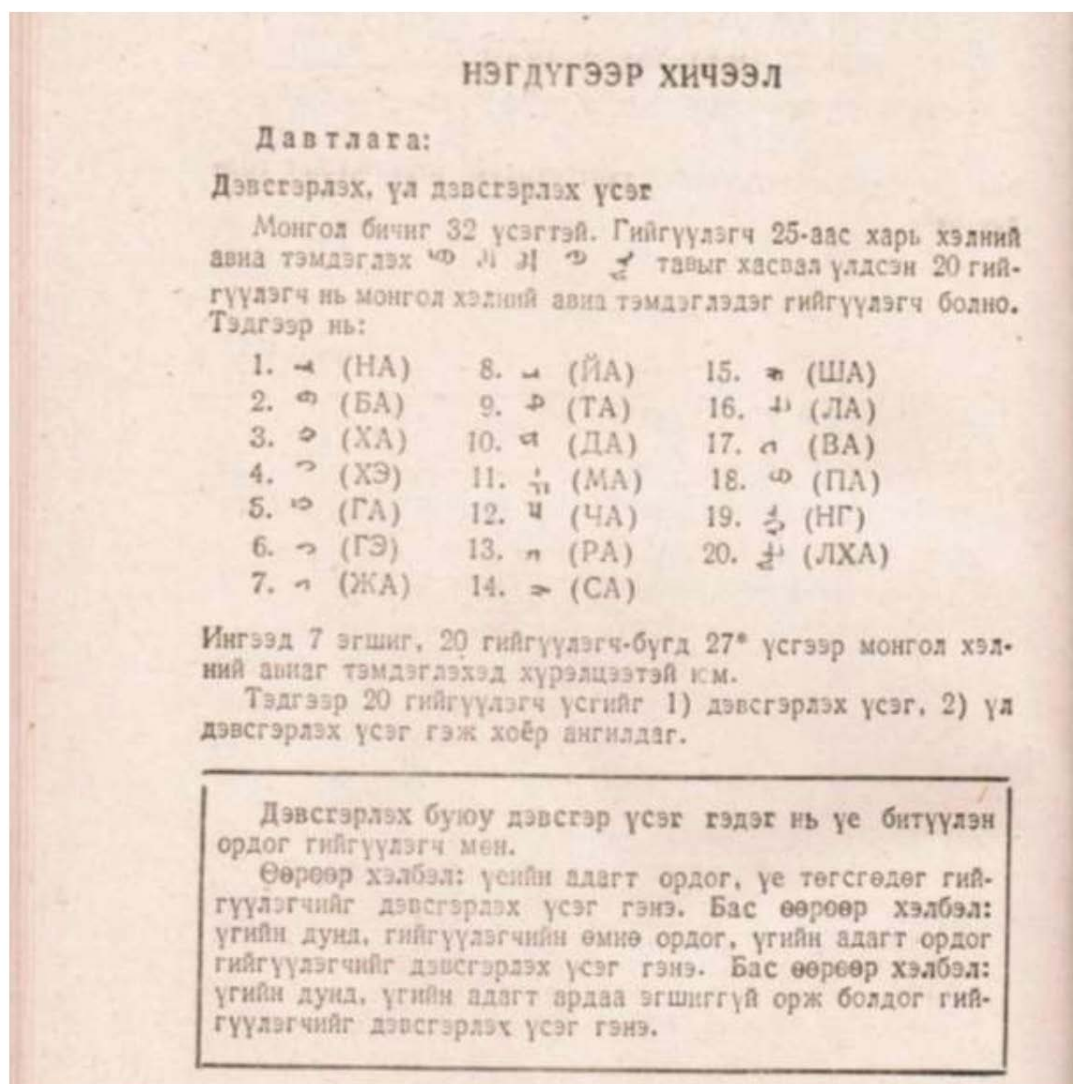 НЭГДҮГЭЭР ХИЧЭЭЛ
Давтлага:
Дэвсгэрлэх, үл дэвсгэрлэх үсэг
Монгол бичиг 32 үсэгтэй. Гийгүүлэгч 25-аас харь хэлний
авиа тэмдэглэх тавыг хасвал үлдсэн 20 гий-
гүүлэгч нь монгол хэлний авиа тэмдэглэдэг гийгүүлэгч болно.
Тэдгээр нь:
1. (НА) 8. (ЙА) 15. (ША)
2. (БА) 9. (ТА) 16. (ЛА)
3. (ХА) 10. (ДА) 17. (ВА)
4. (ХЭ) 11. (МА) 18. (ПА)
5. (ГА) 12. (ЧА) 19. (НГ)
6. (ГЭ) 13. (РА) 20. (ЛХА)
7. (ЖА) 14. (СА)
Ингээд 7 эгшиг, 20 гийгүүлэгч-бүгд 27* үсгээр монгол хэл-
ний авиаг тэмдэглэхэд хүрэлцээтэй юм.
Тэдгээр 20 гийгүүлэгч үсгийг 1) дэвсгэрлэх үсэг, 2) үл
дэвсгэрлэх үсэг гэж хоёр ангилдаг.
Дэвсгэрлэх буюу дэвсгэр үсэг гэдэг нь үе битүүлэн
ордог гийгүүлэгч мөн.
Өөрөөр хэлбэл: үеийн адагт ордог, үе төгсгөдөг гий-
гүүлэгчийг дэвсгэрлэх үсэг гэнэ. Бас өөрөөр хэлбэл:
үгийн дунд, гийгүүлэгчийн өмнө ордог, үгийн адагт ордог
гийгүүлэгчийг дэвсгэрлэх үсэг гэнэ. Бас өөрөөр хэлбэл:
үгийн дунд, үгийн адагт ардаа эгшиггүй орж болдог гий-
гүүлэгчийг дэвсгэрлэх үсэг гэнэ.